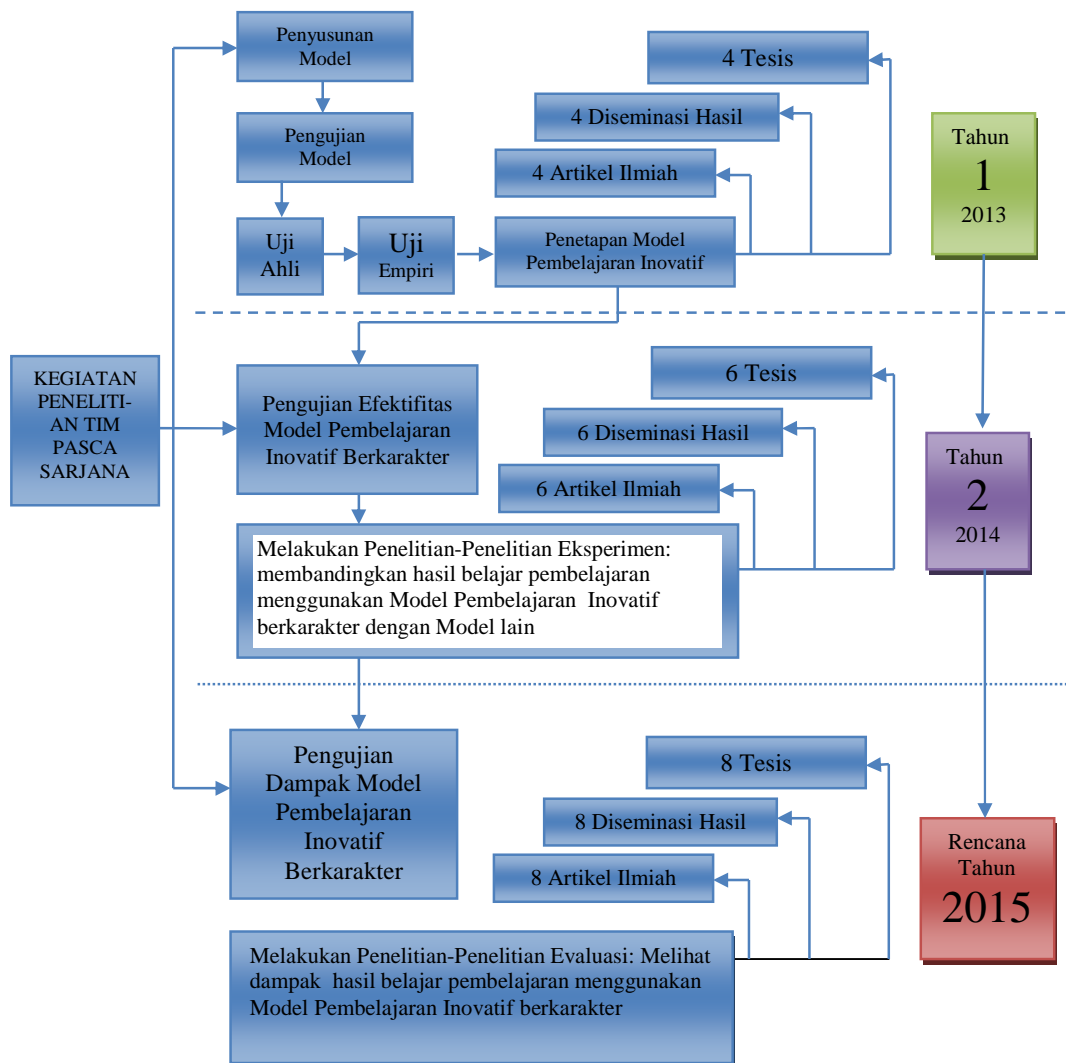 Penyusunan
Model
4 Tesis
Pengujian
Model
4 Diseminasi Hasil
4 Artikel Ilmiah
Tahun
1
2013
Uji
Ahli
Uji
Empiri
Penetapan Model
Pembelajaran Inovatif
KEGIATAN
PENELITI-
AN TIM
PASCA
SARJANA
Pengujian Efektifitas
Model Pembelajaran
Inovatif Berkarakter
6 Tesis
6 Diseminasi Hasil
6 Artikel Ilmiah
Tahun
2
2014
Melakukan Penelitian-Penelitian Eksperimen:
membandingkan hasil belajar pembelajaran
menggunakan Model Pembelajaran Inovatif
berkarakter dengan Model lain
Pengujian
Dampak Model
Pembelajaran
Inovatif
Berkarakter
8 Tesis
8 Diseminasi Hasil
8 Artikel Ilmiah
Rencana
Tahun
2015
Melakukan Penelitian-Penelitian Evaluasi: Melihat
dampak hasil belajar pembelajaran menggunakan
Model Pembelajaran Inovatif berkarakter